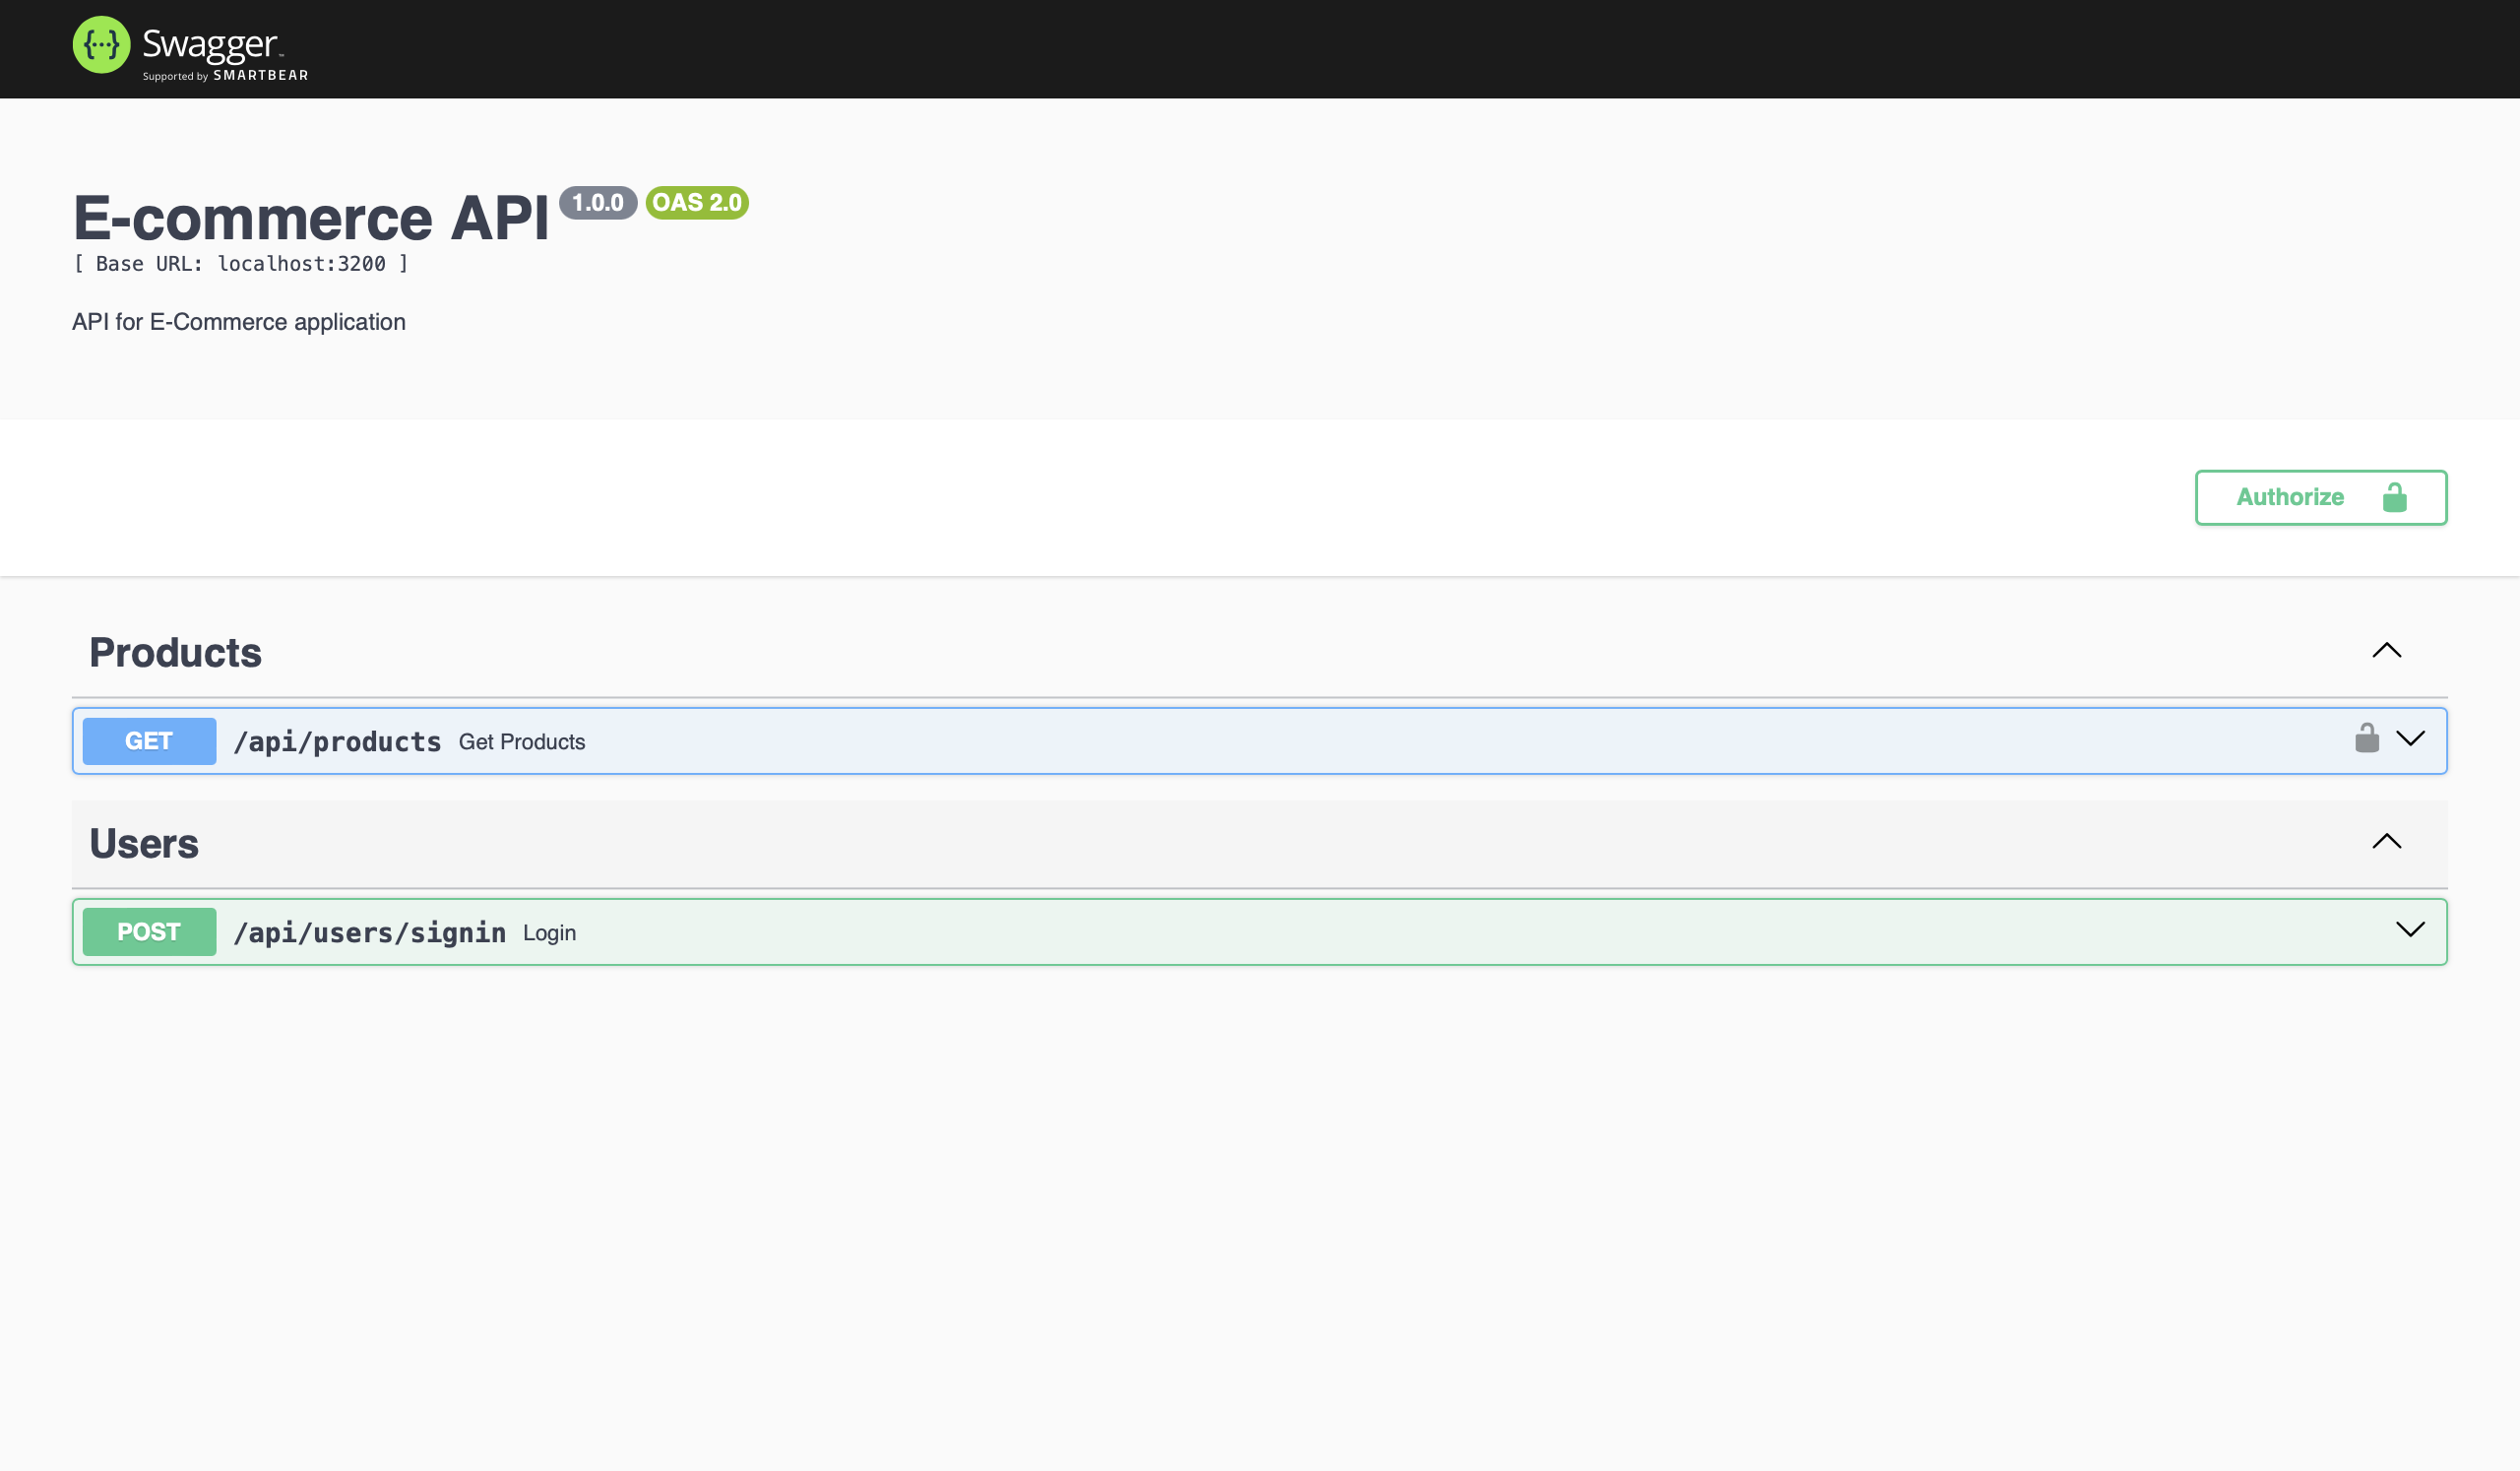 {···} Swagger™
Supported by SMARTBEAR
E-commerce API 1.0.0 OAS 2.0
[ Base URL: localhost:3200 ]
API for E-Commerce application
Authorize
Products
GET /api/products Get Products
Users
POST /api/users/signin Login